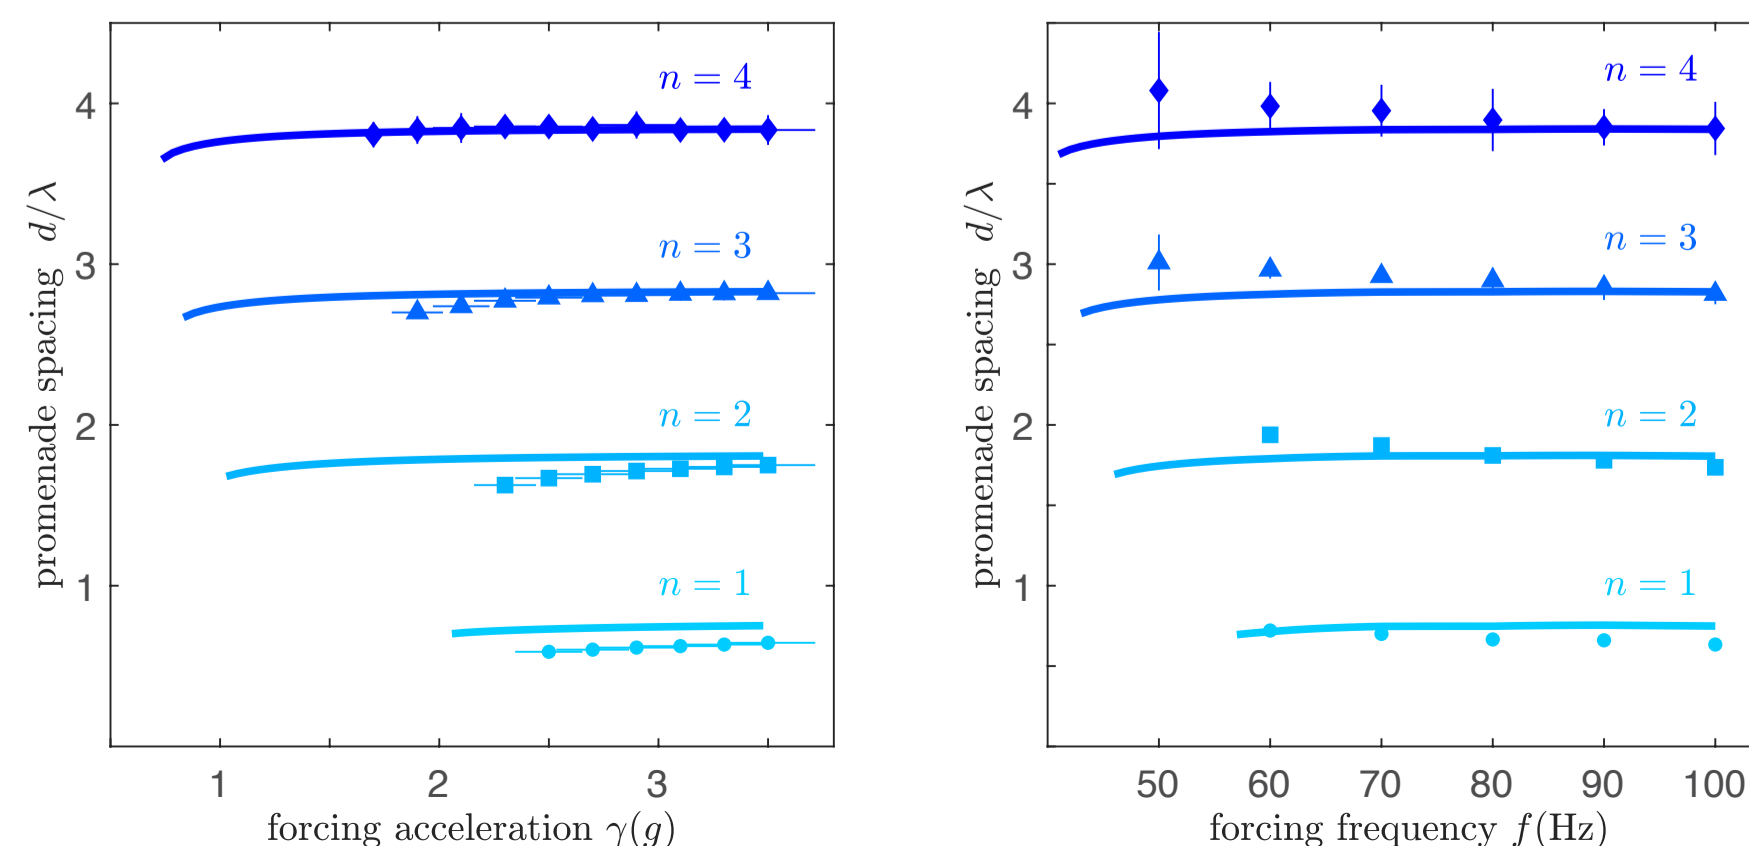 promenade spacing d/λ
4
3
2
1
n = 4
n = 3
n = 2
n = 1
1 2 3
forcing acceleration γ(g)
promenade spacing d/λ
4
3
2
1
n = 4
n = 3
n = 2
n = 1
50 60 70 80 90 100
forcing frequency f(Hz)